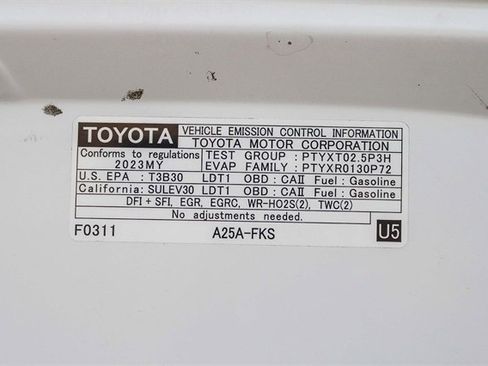 TOYOTA VEHICLE EMISSION CONTROL INFORMATION
TOYOTA MOTOR CORPORATION
Conforms to regulations 2023MY
TEST GROUP : PTYXT02.5P3H
EVAP FAMILY : PTYXR0130P72
U.S. EPA : T3B30 LDT1 OBD : CAII Fuel : Gasoline
California: SULEV30 LDT1 OBD : CAII Fuel : Gasoline
DFI + SFI, EGR, EGRC, WR-HO2S(2), TWC(2)
No adjustments needed.
F0311 A25A-FKS U5